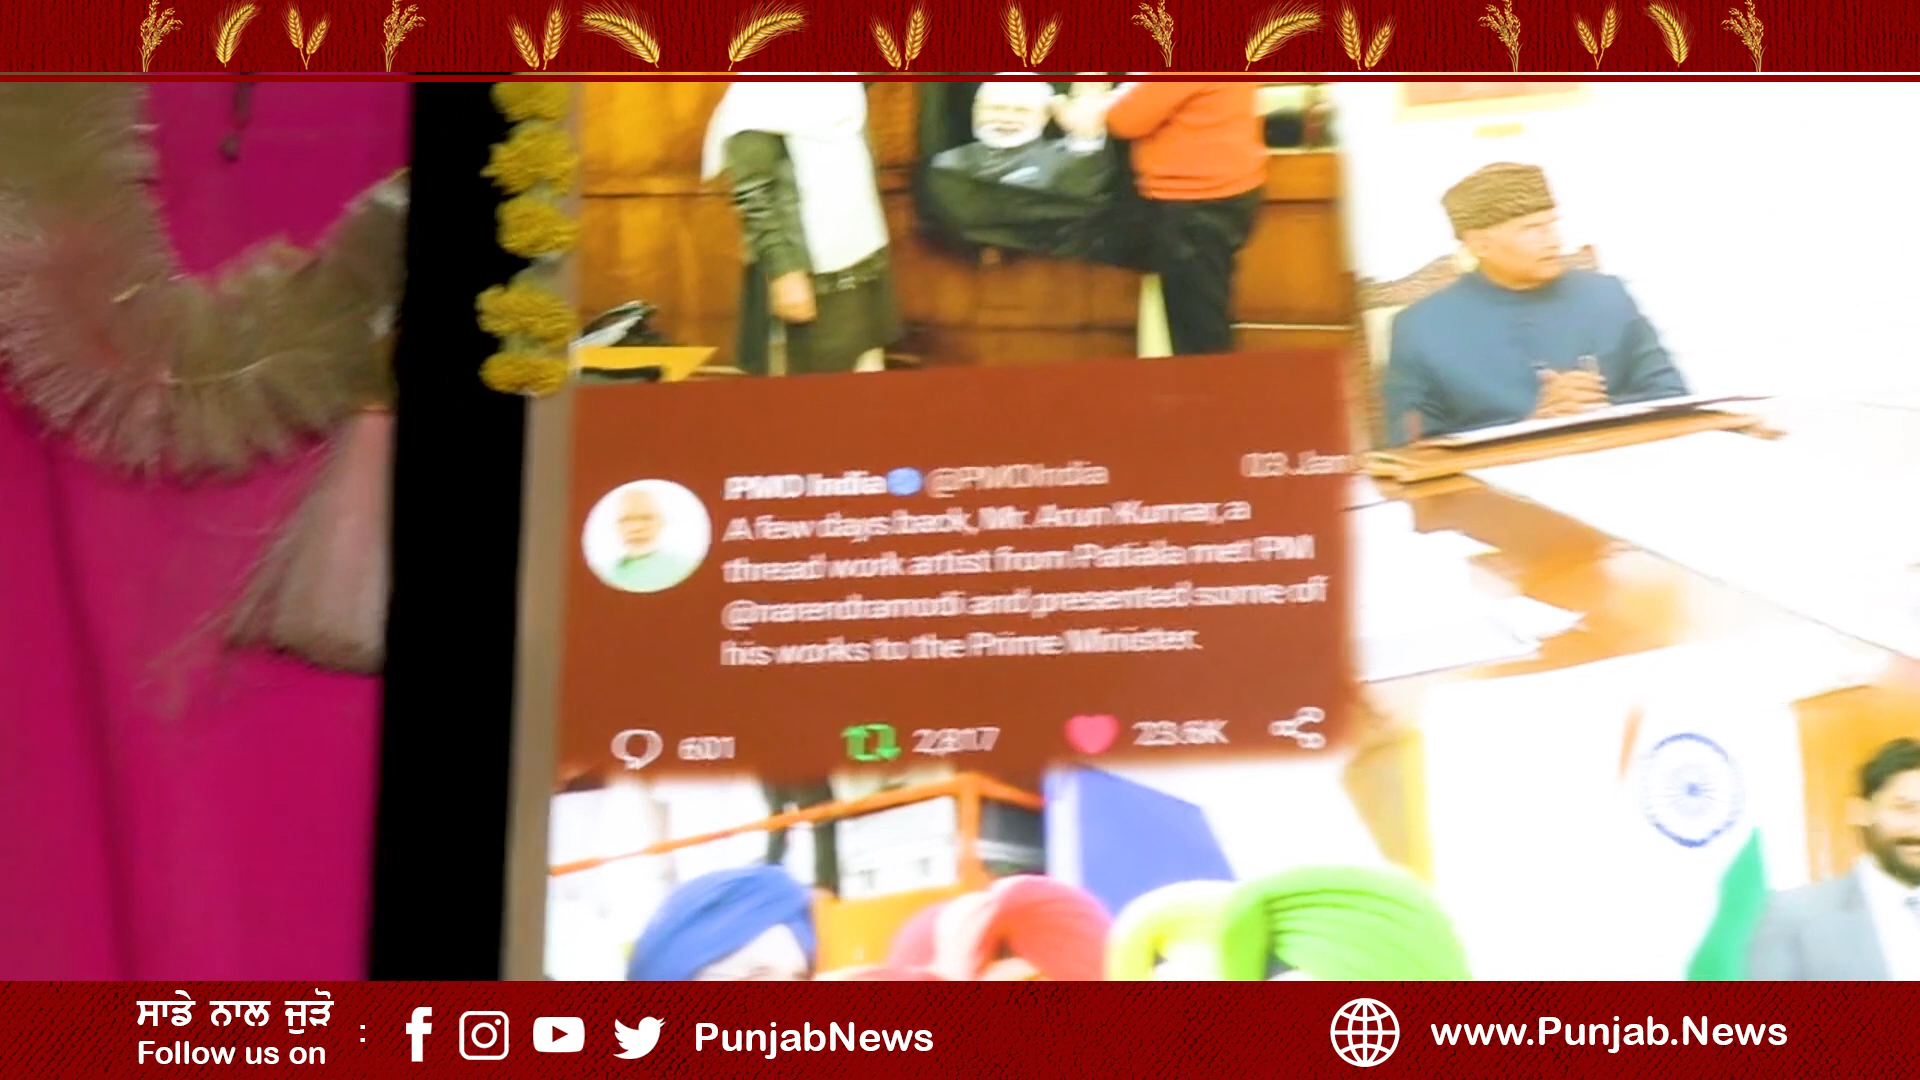 PMO India @PMOIndia 03 Jan
A few days back, Mr. Arun Kumar, a
thread work artist from Patiala met PM
@narendramodi and presented some of
his works to the Prime Minister.
601 2,817 23.6K
ਸਾਡੇ ਨਾਲ ਜੁੜੋ
Follow us on : PunjabNews
www.Punjab.News